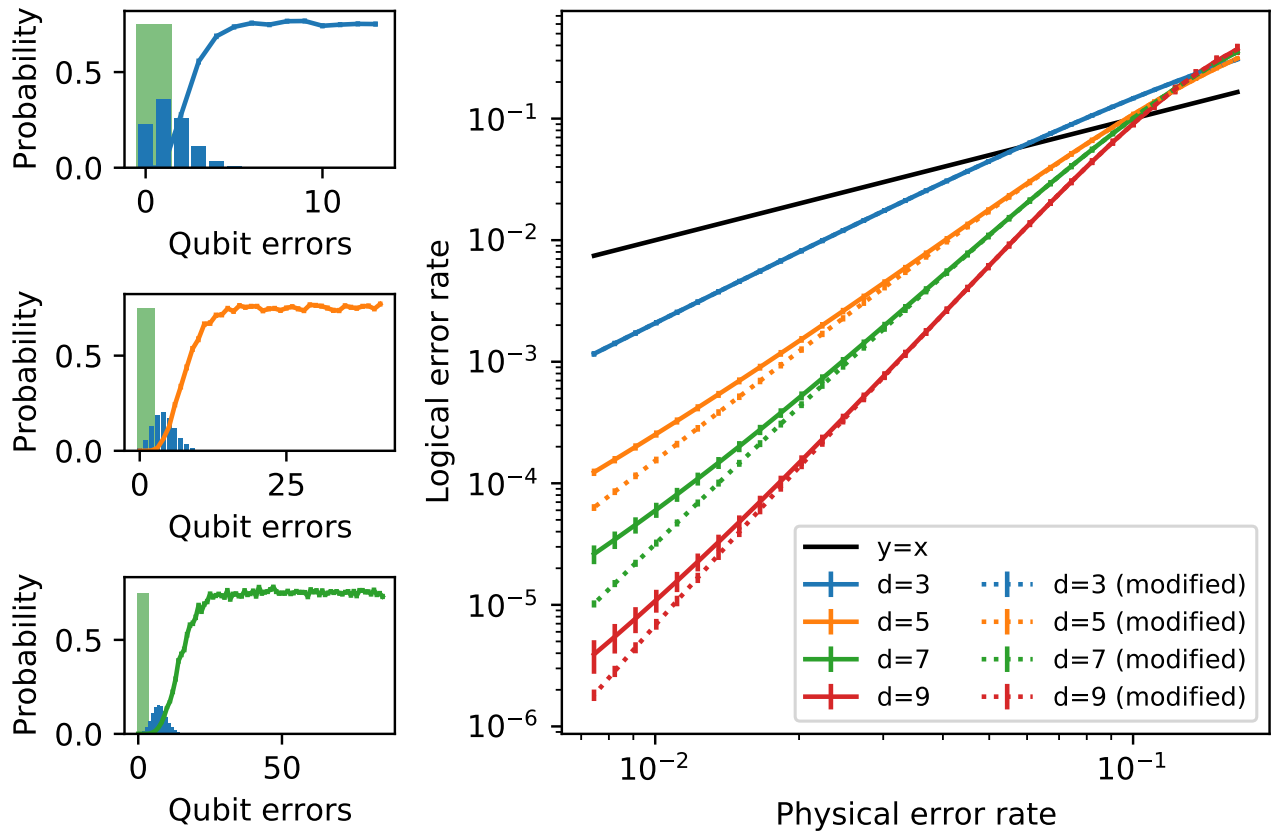 Probability
0.5
0.0
0 10
Qubit errors
Probability
0.5
0.0
0 25
Qubit errors
Probability
0.5
0.0
0 50
Qubit errors
Logical error rate
10⁻¹
10⁻²
10⁻³
10⁻⁴
10⁻⁵
10⁻⁶
10⁻² 10⁻¹
Physical error rate
y=x
d=3 d=3 (modified)
d=5 d=5 (modified)
d=7 d=7 (modified)
d=9 d=9 (modified)